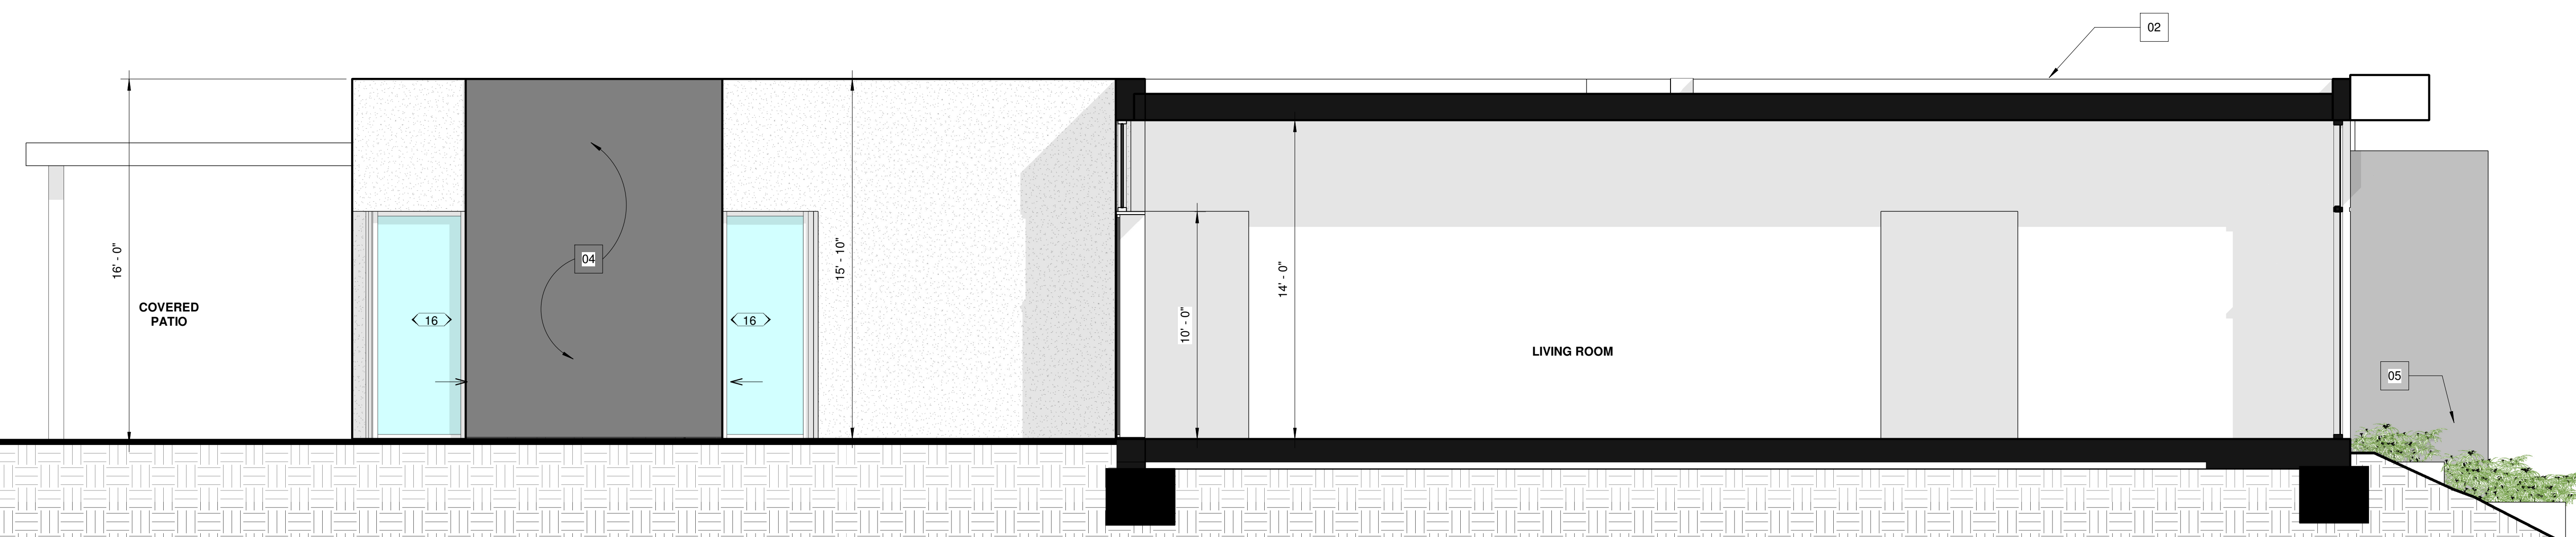 02
16' - 0"
COVERED
PATIO
16
04
16
15' - 10"
10' - 0"
14' - 0"
LIVING ROOM
05